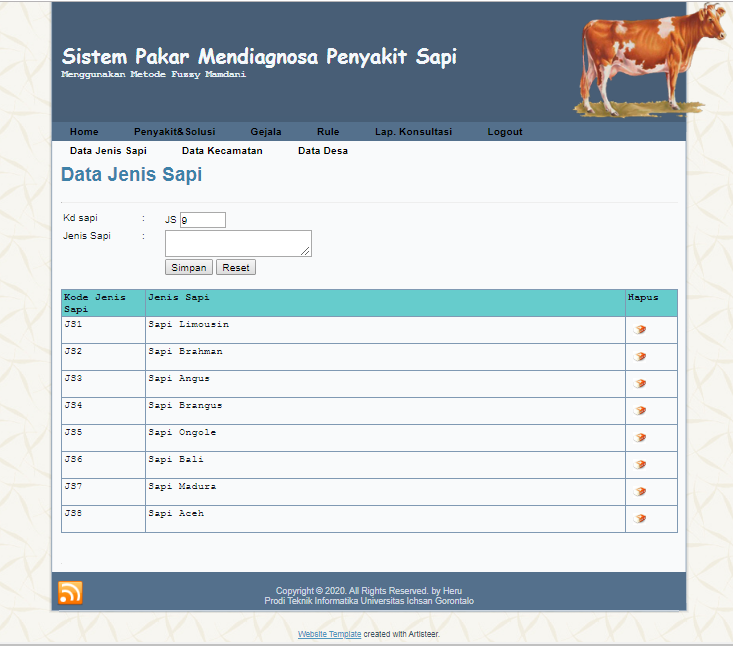 Sistem Pakar Mendiagnosa Penyakit Sapi
Menggunakan Metode Fuzzy Mamdani
Home Penyakit&Solusi Gejala Rule Lap. Konsultasi Logout
Data Jenis Sapi Data Kecamatan Data Desa
Data Jenis Sapi
Kd sapi : JS 9
Jenis Sapi :
Simpan Reset
Kode Jenis Sapi Jenis Sapi Hapus
JS1 Sapi Limousin
JS2 Sapi Brahman
JS3 Sapi Angus
JS4 Sapi Brangus
JS5 Sapi Ongole
JS6 Sapi Bali
JS7 Sapi Madura
JS8 Sapi Aceh
Copyright © 2020. All Rights Reserved. by Heru
Prodi Teknik Informatika Universitas Ichsan Gorontalo
Website Template created with Artisteer.